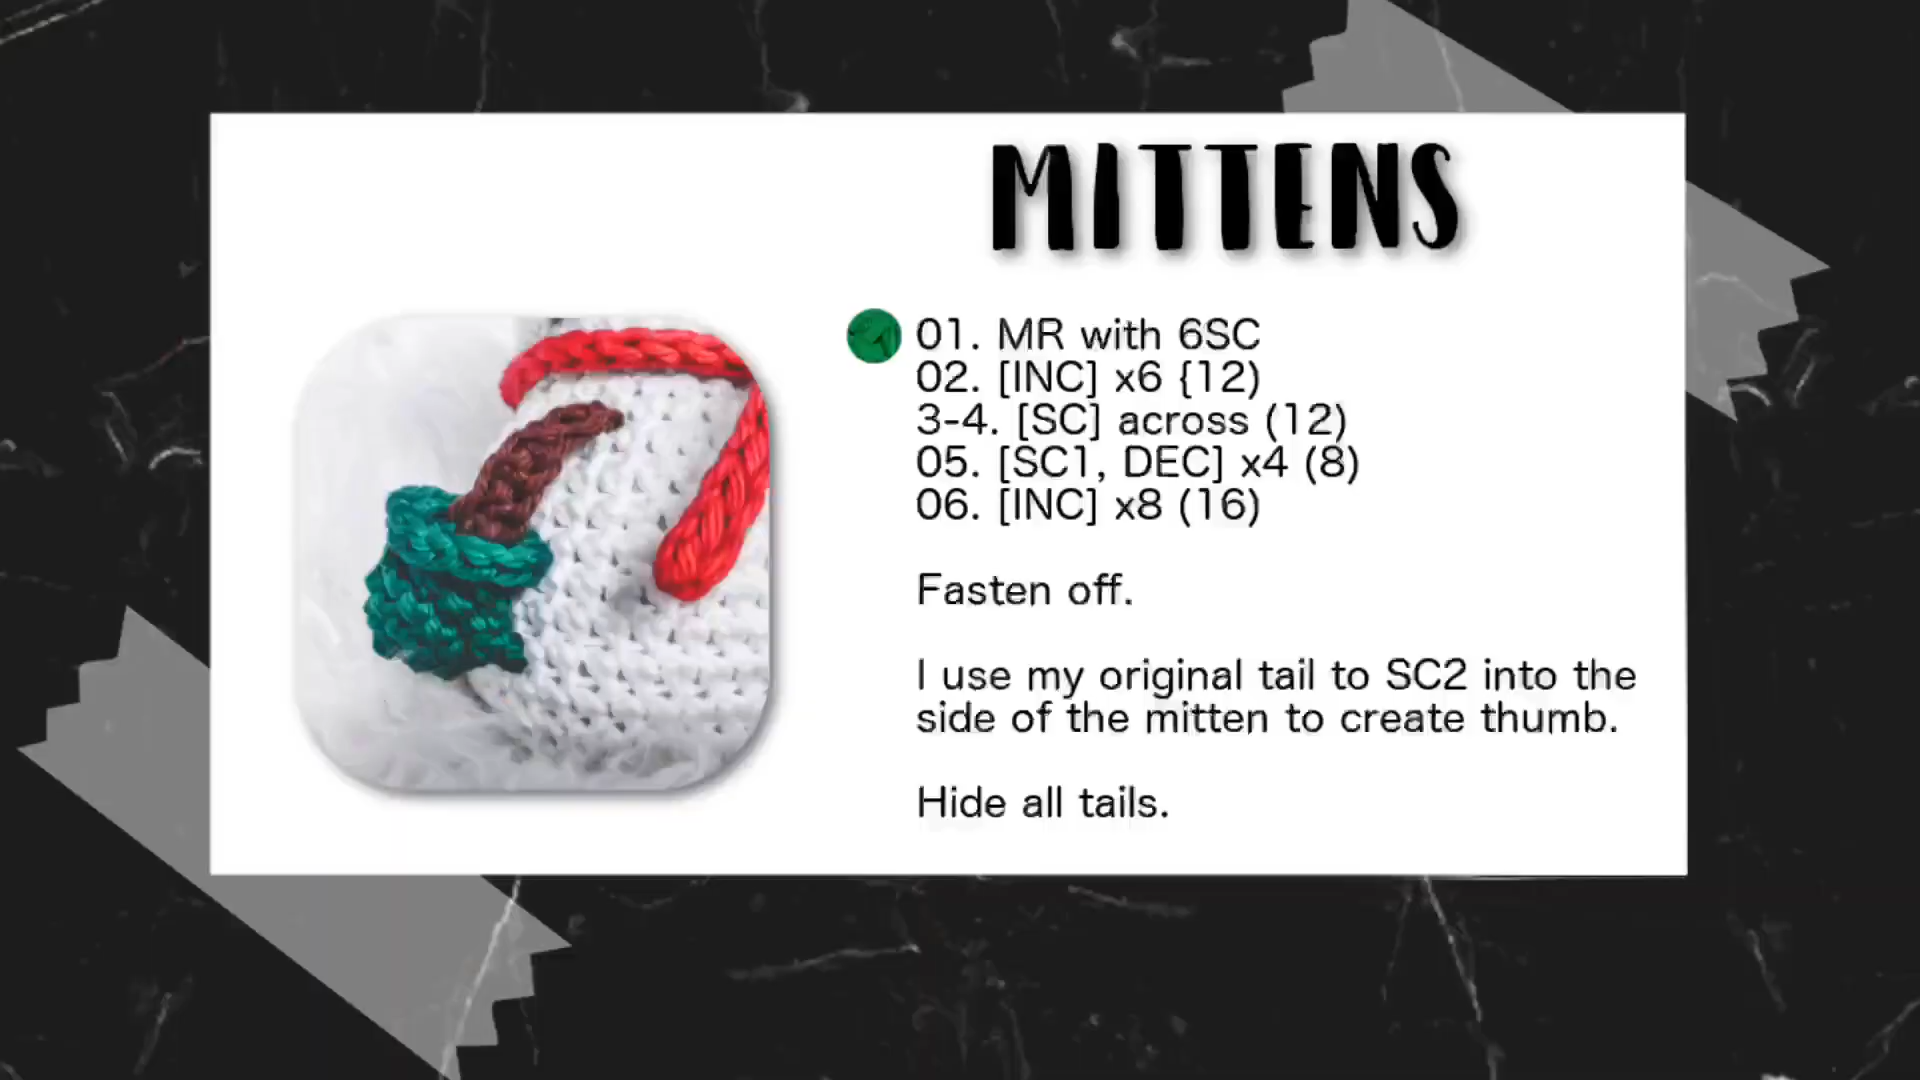 MITTENS
01. MR with 6SC
02. [INC] x6 {12)
3-4. [SC] across (12)
05. [SC1, DEC] x4 (8)
06. [INC] x8 (16)
Fasten off.
I use my original tail to SC2 into the
side of the mitten to create thumb.
Hide all tails.